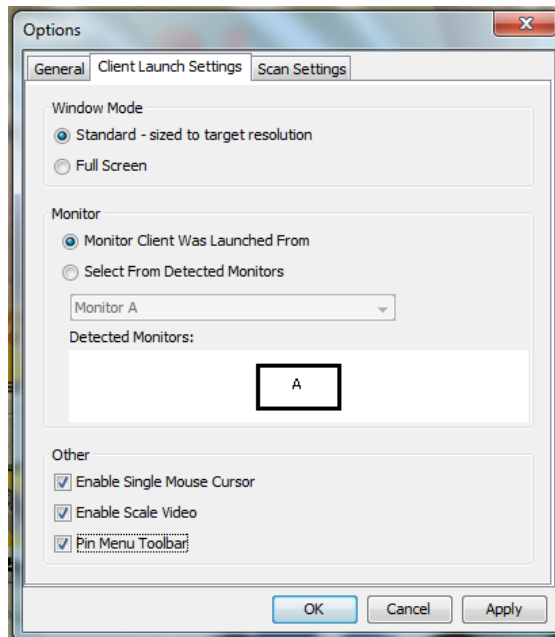 Options
General Client Launch Settings Scan Settings
Window Mode
Standard - sized to target resolution
Full Screen
Monitor
Monitor Client Was Launched From
Select From Detected Monitors
Monitor A
Detected Monitors:
A
Other
Enable Single Mouse Cursor
Enable Scale Video
Pin Menu Toolbar
OK Cancel Apply